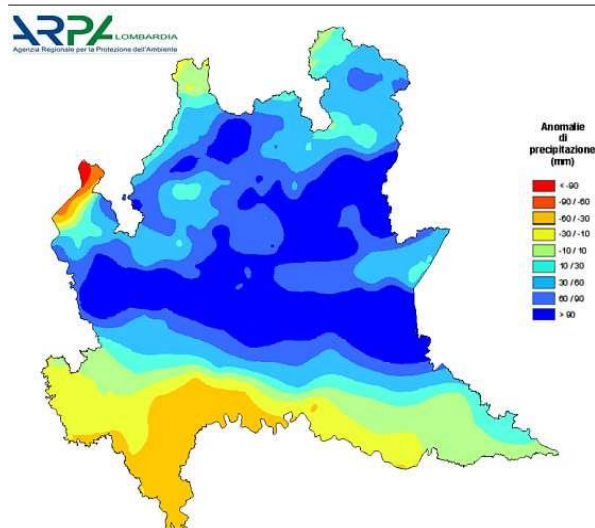 ARPA LOMBARDIA
Agenzia Regionale per la Protezione dell'Ambiente
Anomalie
di
precipitazione
(mm)
< -90
-90 / -60
-60 / -30
-30 / -10
-10 / 10
10 / 30
30 / 60
60 / 90
> 90